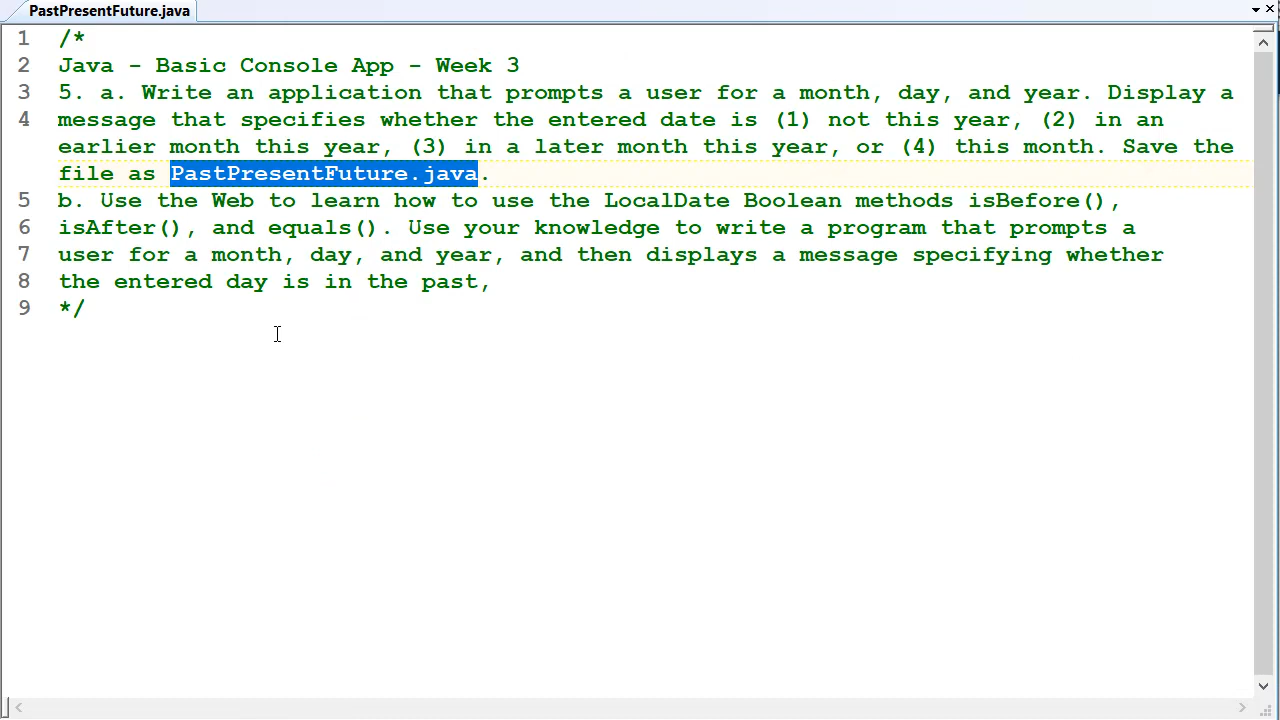 PastPresentFuture.java
1 /*
2 Java - Basic Console App - Week 3
3 5. a. Write an application that prompts a user for a month, day, and year. Display a
4 message that specifies whether the entered date is (1) not this year, (2) in an
earlier month this year, (3) in a later month this year, or (4) this month. Save the
file as PastPresentFuture.java.
5 b. Use the Web to learn how to use the LocalDate Boolean methods isBefore(),
6 isAfter(), and equals(). Use your knowledge to write a program that prompts a
7 user for a month, day, and year, and then displays a message specifying whether
8 the entered day is in the past,
9 */